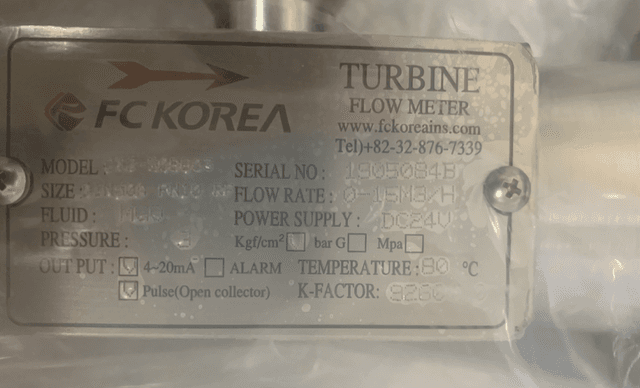 TURBINE
FLOW METER
FC KOREA
www.fckoreains.com
Tel)+82-32-876-7339
MODEL : SERIAL NO : 1805084B
SIZE : FLOW RATE : 0-15M3/H
FLUID : POWER SUPPLY : DC24V
PRESSURE : Kgf/cm² bar G Mpa
OUT PUT : 4~20mA ALARM TEMPERATURE : 80 °C
Pulse(Open collector) K-FACTOR: